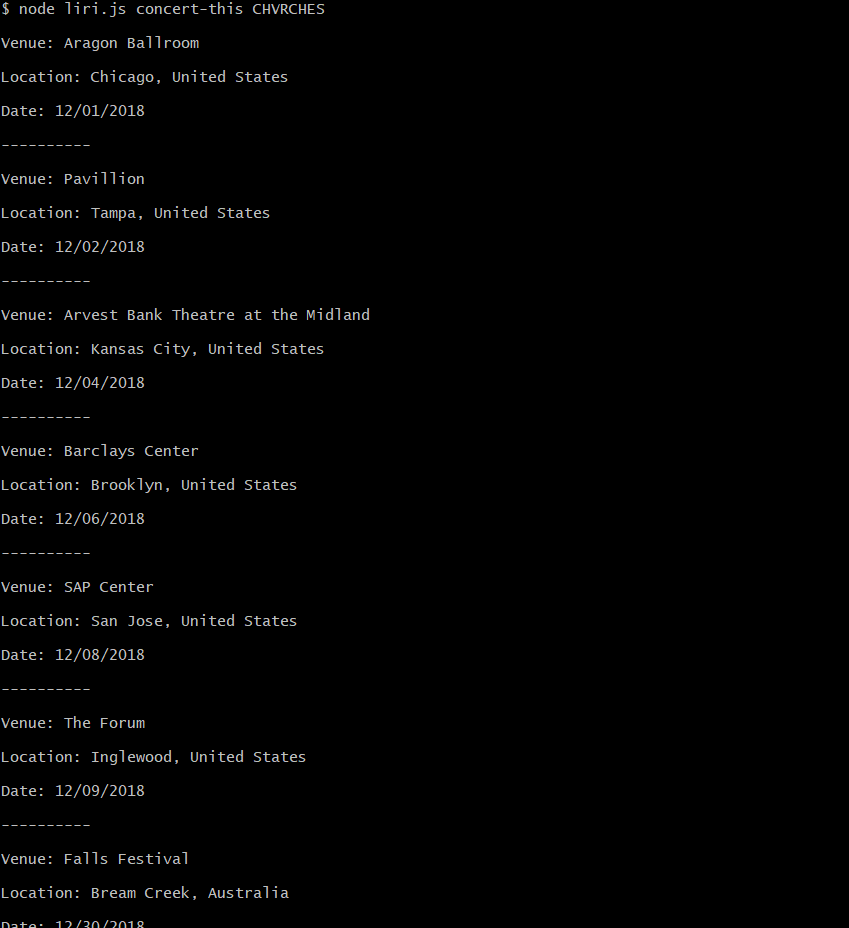 $ node liri.js concert-this CHVRCHES
Venue: Aragon Ballroom
Location: Chicago, United States
Date: 12/01/2018
----------
Venue: Pavillion
Location: Tampa, United States
Date: 12/02/2018
----------
Venue: Arvest Bank Theatre at the Midland
Location: Kansas City, United States
Date: 12/04/2018
----------
Venue: Barclays Center
Location: Brooklyn, United States
Date: 12/06/2018
----------
Venue: SAP Center
Location: San Jose, United States
Date: 12/08/2018
----------
Venue: The Forum
Location: Inglewood, United States
Date: 12/09/2018
----------
Venue: Falls Festival
Location: Bream Creek, Australia
Date: 12/30/2018